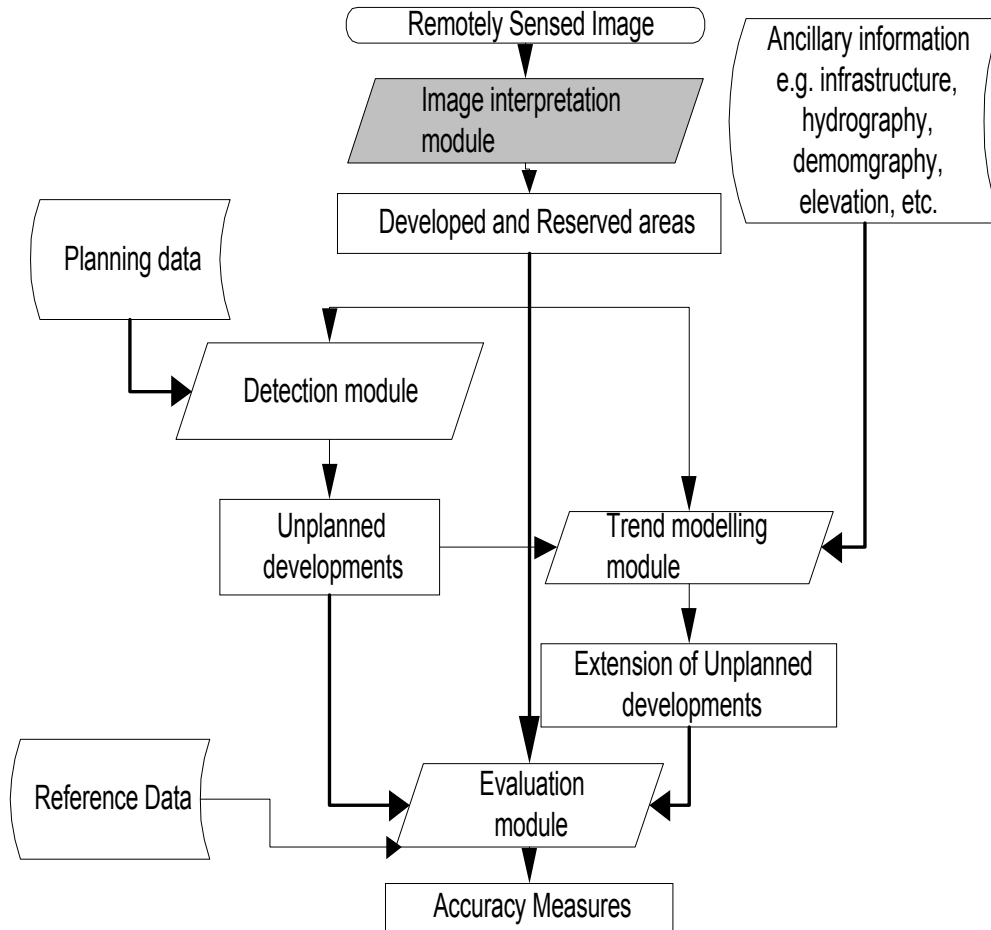 Remotely Sensed Image
Image interpretation
module
Ancillary information
e.g. infrastructure,
hydrography,
demomgraphy,
elevation, etc.
Developed and Reserved areas
Planning data
Detection module
Unplanned
developments
Trend modelling
module
Extension of Unplanned
developments
Reference Data
Evaluation
module
Accuracy Measures